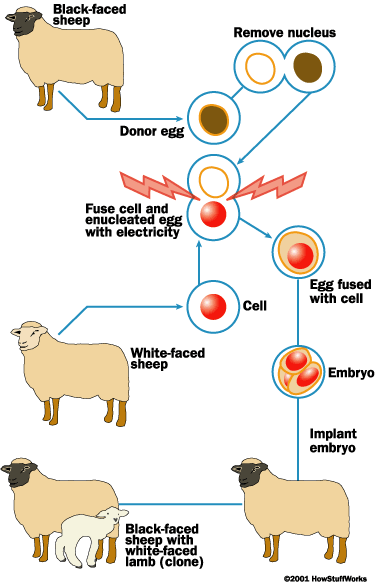 Black-faced
sheep
Remove nucleus
Donor egg
Fuse cell and
enucleated egg
with electricity
Egg fused
with cell
Cell
White-faced
sheep
Embryo
Implant
embryo
Black-faced
sheep with
white-faced
lamb (clone)
©2001 HowStuffWorks